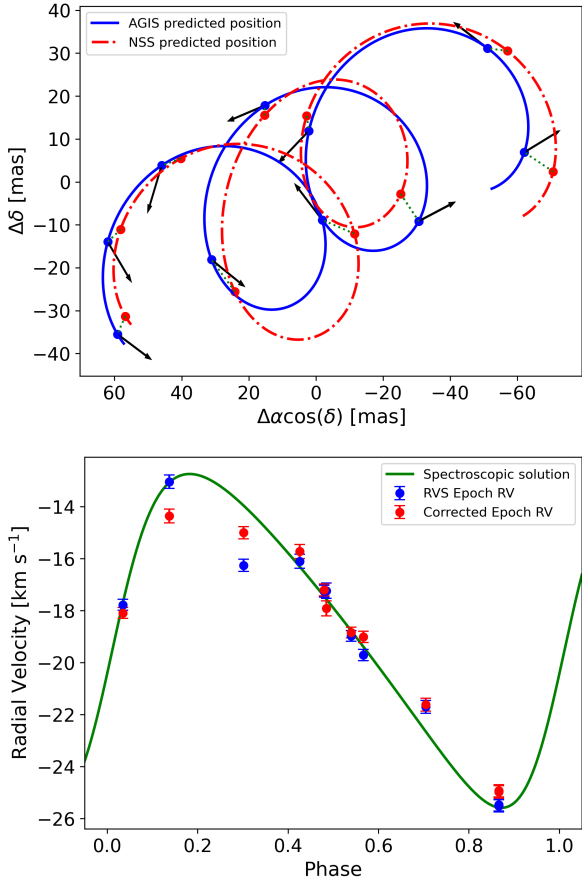 40
30
20
10
0
−10
−20
−30
−40
Δδ [mas]
AGIS predicted position
NSS predicted position
60 40 20 0 −20 −40 −60
Δαcos(δ) [mas]
−14
−16
−18
−20
−22
−24
−26
Radial Velocity [km s⁻¹]
Spectroscopic solution
RVS Epoch RV
Corrected Epoch RV
0.0 0.2 0.4 0.6 0.8 1.0
Phase